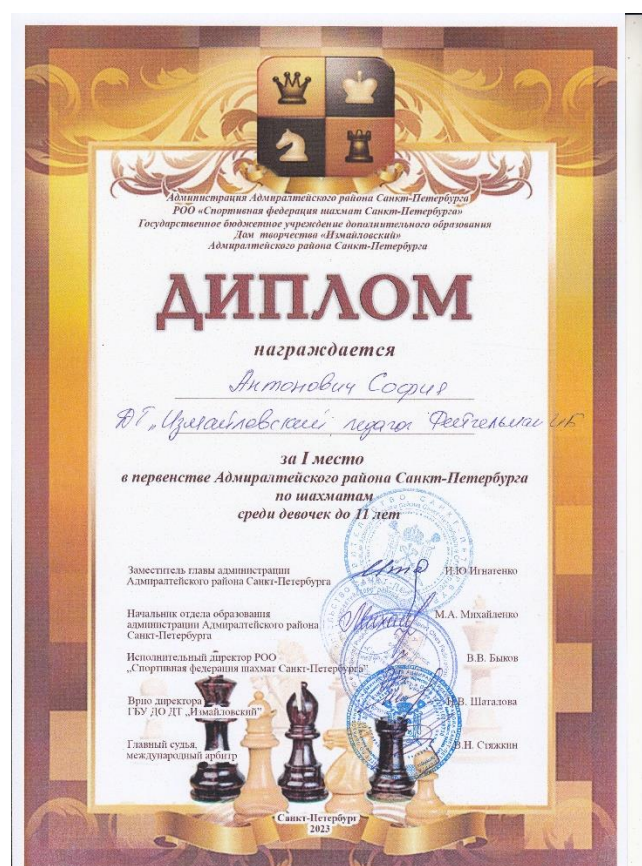 Администрация Адмиралтейского района Санкт-Петербурга
РОО «Спортивная федерация шахмат Санкт-Петербурга»
Государственное бюджетное учреждение дополнительного образования
Дом творчества «Измайловский»
Адмиралтейского района Санкт-Петербурга
ДИПЛОМ
награждается
Антонович София
ДТ „Измайловский" педагог Фейгельман
за I место
в первенстве Адмиралтейского района Санкт-Петербурга
по шахматам
среди девочек до 11 лет
Заместитель главы администрации
Адмиралтейского района Санкт-Петербурга
И.Ю Игнатенко
Начальник отдела образования
администрации Адмиралтейского района
Санкт-Петербурга
М.А. Михайленко
Исполнительный директор РОО -
„Спортивная федерация шахмат Санкт-Петербурга"
В.В. Быков
Врио директора
ГБУ ДО ДТ „Измайловский"
Шагалова
Главный судья,
международный арбитр
В.Н. Стяжкин
Санкт-Петербург
2023